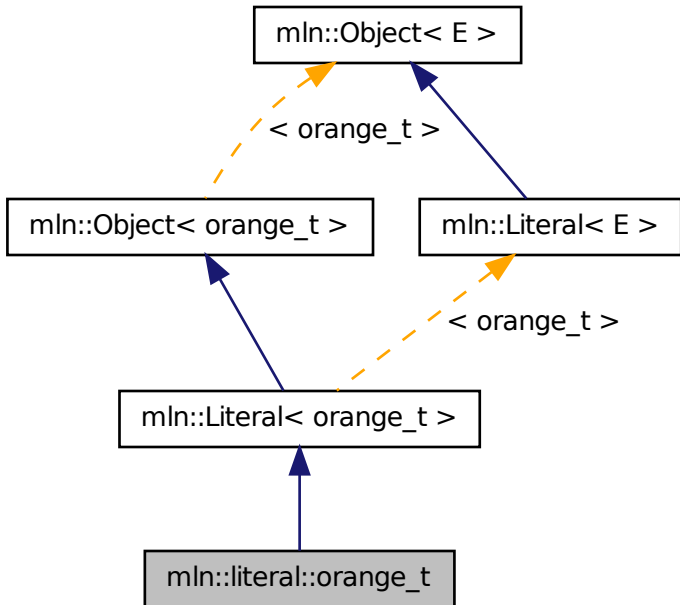 mln::Object< E >
< orange_t >
mln::Object< orange_t >
mln::Literal< E >
< orange_t >
mln::Literal< orange_t >
mln::literal::orange_t